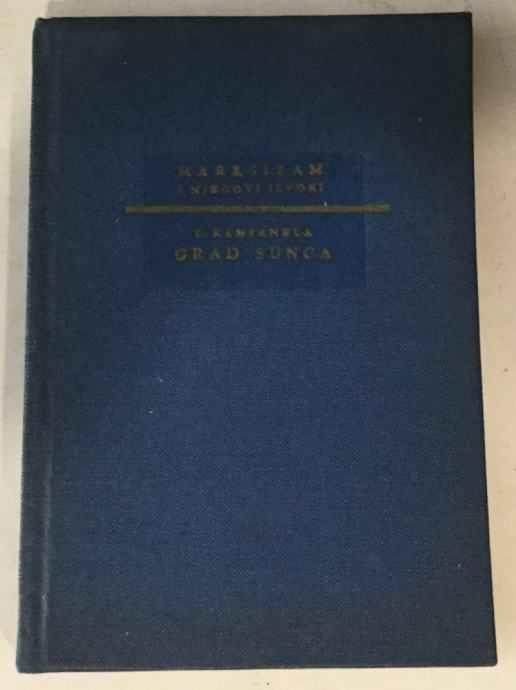 MARKSIZAM
I NJEGOVI IZVORI
T. KAMPANELA
GRAD SUNCA